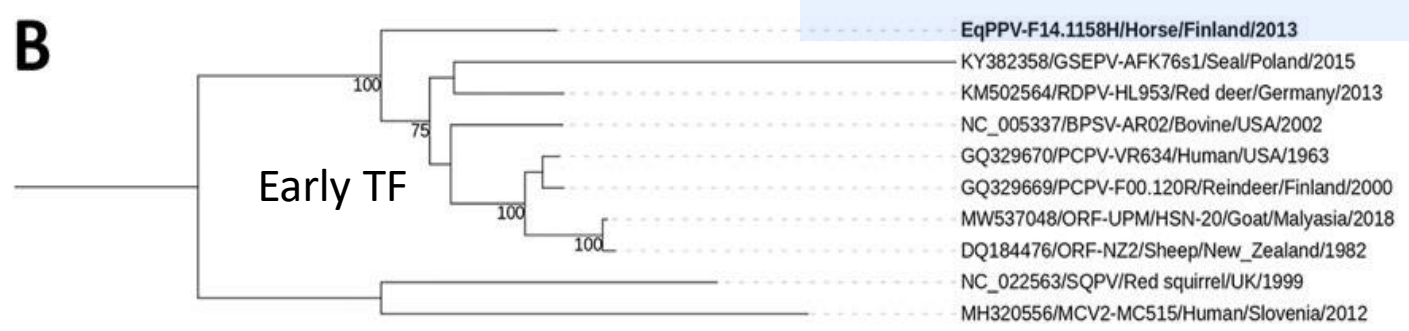 B
EqPPV-F14.1158H/Horse/Finland/2013
KY382358/GSEPV-AFK76s1/Seal/Poland/2015
100
KM502564/RDPV-HL953/Red deer/Germany/2013
75
NC_005337/BPSV-AR02/Bovine/USA/2002
GQ329670/PCPV-VR634/Human/USA/1963
Early TF
GQ329669/PCPV-F00.120R/Reindeer/Finland/2000
100
MW537048/ORF-UPM/HSN-20/Goat/Malyasia/2018
100
DQ184476/ORF-NZ2/Sheep/New_Zealand/1982
NC_022563/SQPV/Red squirrel/UK/1999
MH320556/MCV2-MC515/Human/Slovenia/2012